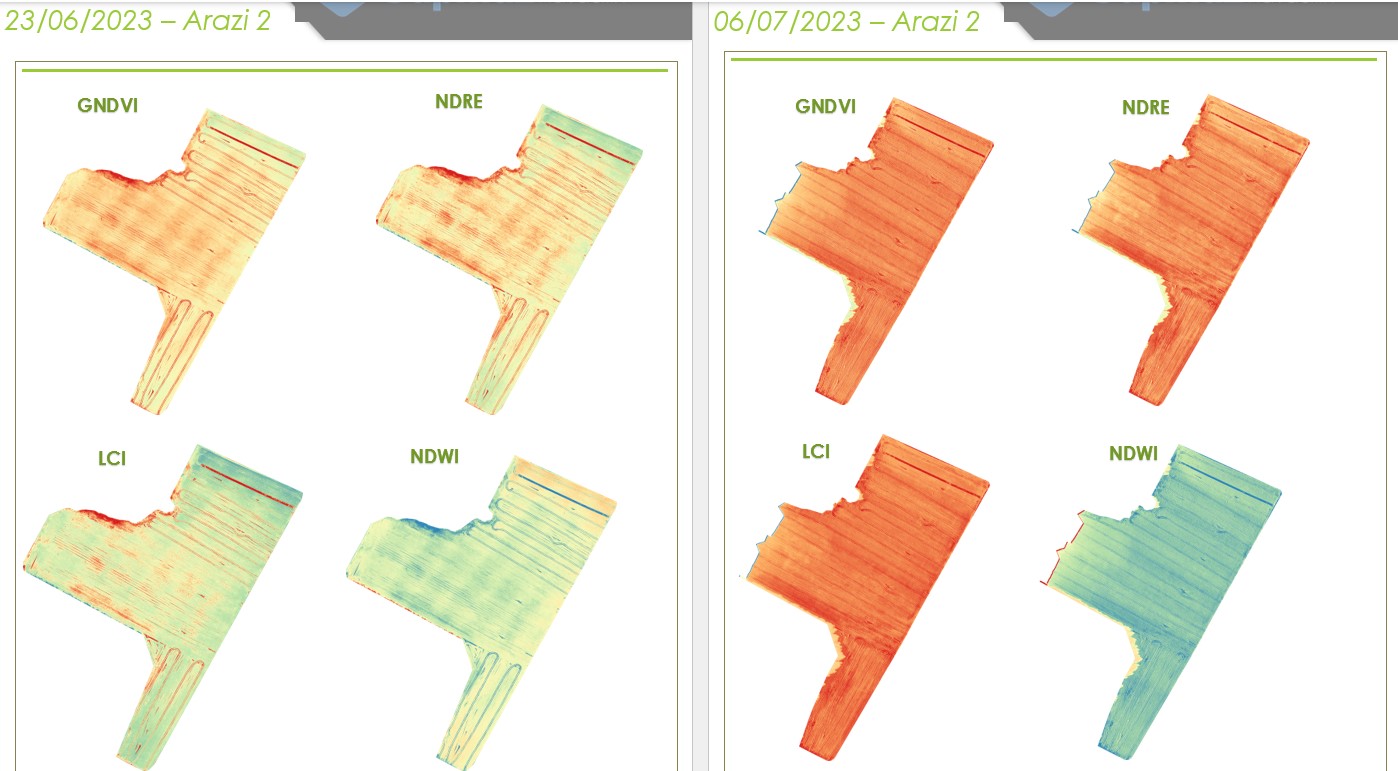 23/06/2023 – Arazi 2
GNDVI
NDRE
LCI
NDWI
06/07/2023 – Arazi 2
GNDVI
NDRE
LCI
NDWI